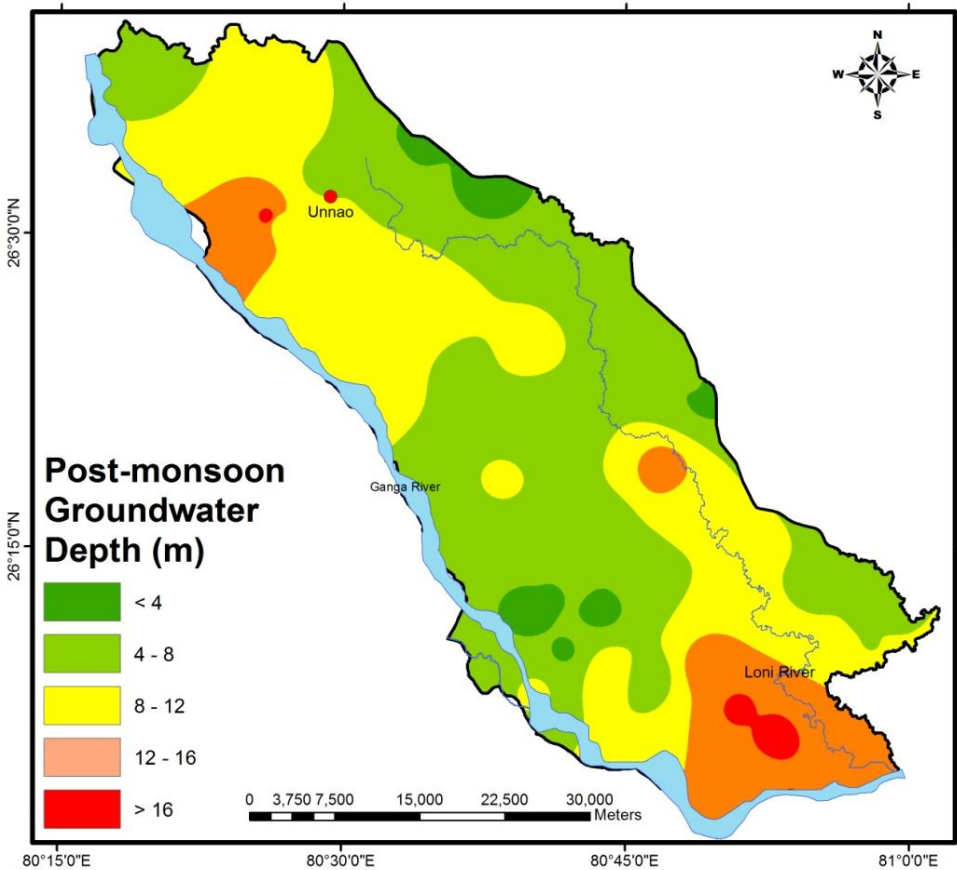 N
W E
S
Unnao
26°30'0"N
Ganga River
Post-monsoon
Groundwater
Depth (m)
26°15'0"N
< 4
4 - 8
8 - 12
12 - 16
> 16
Loni River
0 3,750 7,500 15,000 22,500 30,000
Meters
80°15'0"E 80°30'0"E 80°45'0"E 81°0'0"E